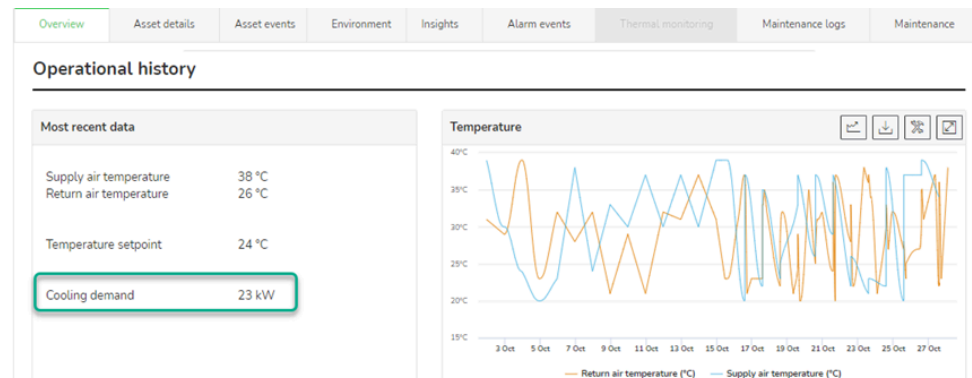 Overview Asset details Asset events Environment Insights Alarm events Thermal monitoring Maintenance logs Maintenance
Operational history
Most recent data
Supply air temperature 38 °C
Return air temperature 26 °C
Temperature setpoint 24 °C
Cooling demand 23 kW
Temperature
40°C
35°C
30°C
25°C
20°C
15°C
3 Oct 5 Oct 7 Oct 9 Oct 11 Oct 13 Oct 15 Oct 17 Oct 19 Oct 21 Oct 23 Oct 25 Oct 27 Oct
Return air temperature (°C) Supply air temperature (°C)